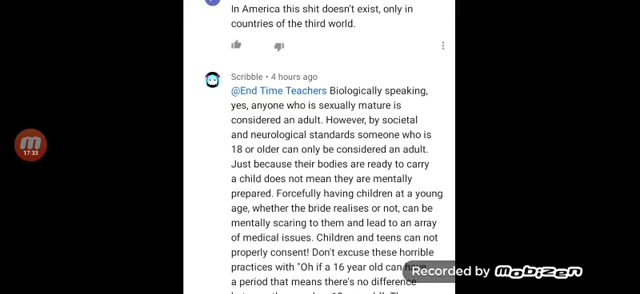 In America this shit doesn't exist, only in
countries of the third world.
Scribble • 4 hours ago
@End Time Teachers Biologically speaking,
yes, anyone who is sexually mature is
considered an adult. However, by societal
and neurological standards someone who is
18 or older can only be considered an adult.
Just because their bodies are ready to carry
a child does not mean they are mentally
prepared. Forcefully having children at a young
age, whether the bride realises or not, can be
mentally scaring to them and lead to an array
of medical issues. Children and teens can not
properly consent! Don't excuse these horrible
practices with "Oh if a 16 year old can have
a period that means there's no difference
17:33
Recorded by Mobizen